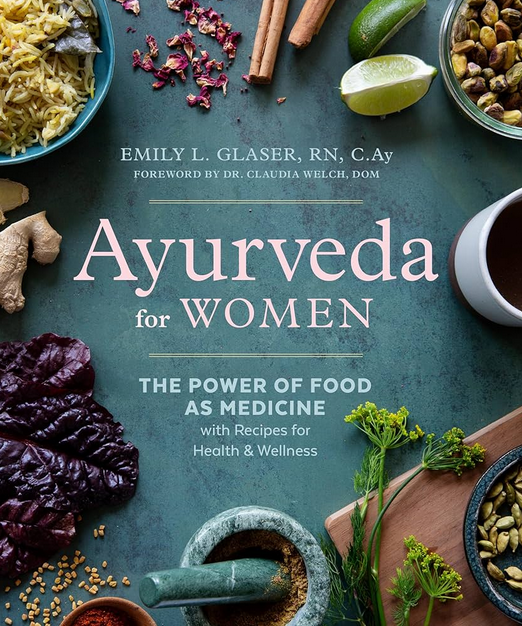 EMILY L. GLASER, RN, C.Ay
FOREWORD BY DR. CLAUDIA WELCH, DOM
Ayurveda
for WOMEN
THE POWER OF FOOD
AS MEDICINE
with Recipes for
Health & Wellness